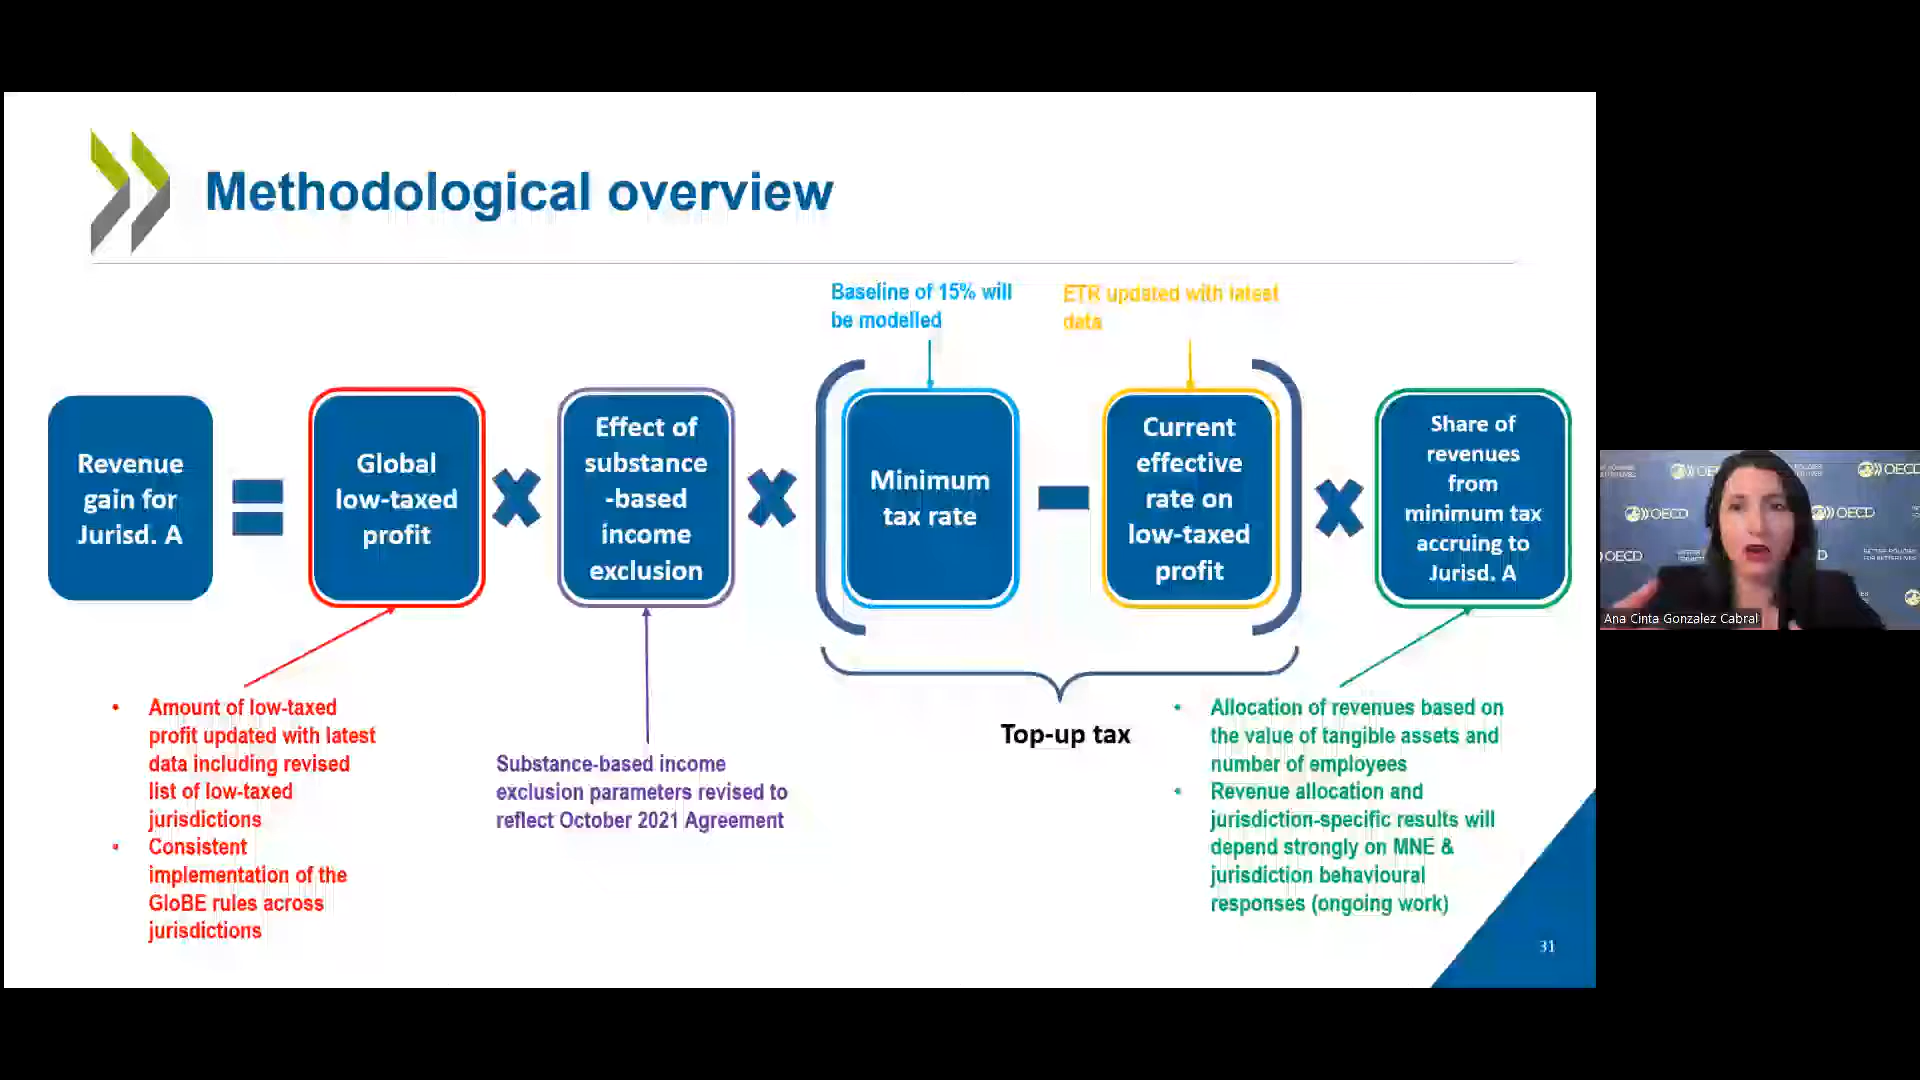 Methodological overview
Baseline of 15% will
be modelled
ETR updated with latest
data
Revenue
gain for
Jurisd. A
Global
low-taxed
profit
Effect of
substance
-based
income
exclusion
Minimum
tax rate
Current
effective
rate on
low-taxed
profit
Share of
revenues
from
minimum tax
accruing to
Jurisd. A
Top-up tax
• Amount of low-taxed
profit updated with latest
data including revised
list of low-taxed
jurisdictions
• Consistent
implementation of the
GloBE rules across
jurisdictions
Substance-based income
exclusion parameters revised to
reflect October 2021 Agreement
• Allocation of revenues based on
the value of tangible assets and
number of employees
• Revenue allocation and
jurisdiction-specific results will
depend strongly on MNE &
jurisdiction behavioural
responses (ongoing work)
31
OECD
OECD
OECD
OECD
Ana Cinta Gonzalez Cabral